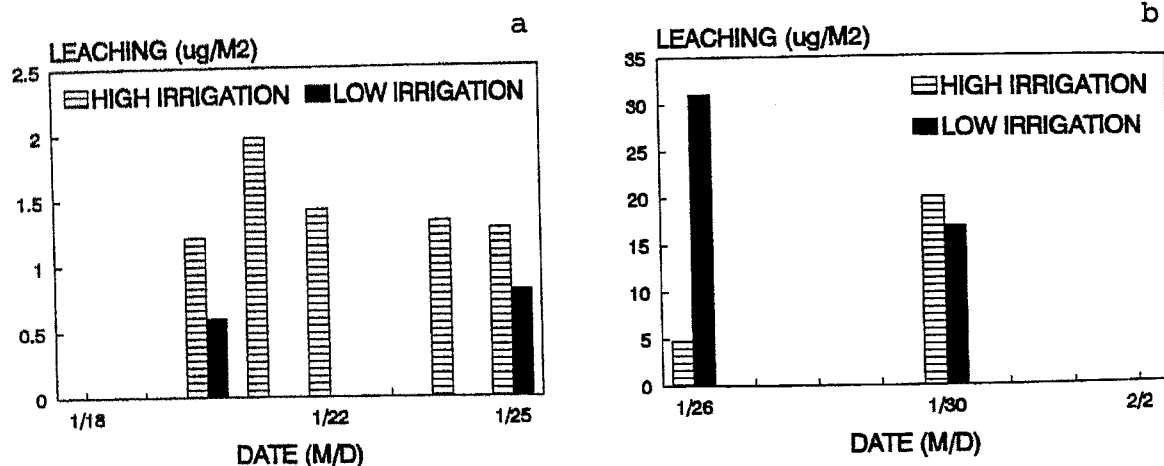 a
LEACHING (ug/M2)
HIGH IRRIGATION LOW IRRIGATION
2.5
2
1.5
1
0.5
0
1/18 1/22 1/25
DATE (M/D)
b
LEACHING (ug/M2)
HIGH IRRIGATION
LOW IRRIGATION
35
30
25
20
15
10
5
0
1/26 1/30 2/2
DATE (M/D)